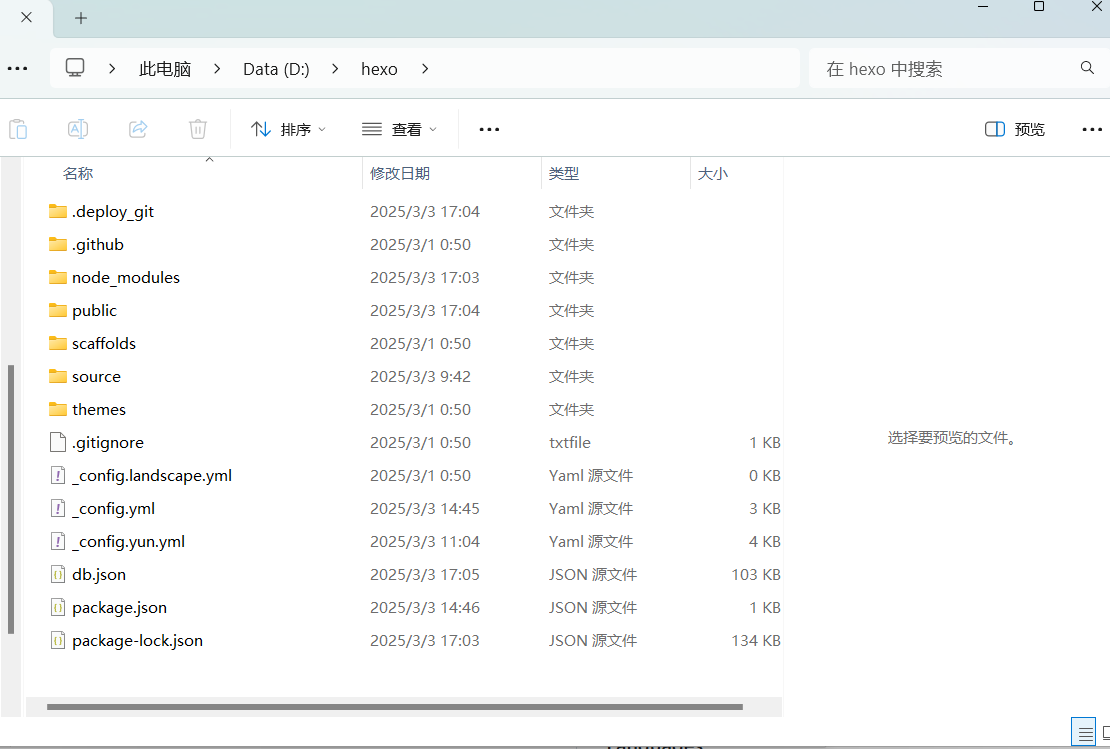 此电脑 Data (D:) hexo 在 hexo 中搜索
排序 查看 预览
名称 修改日期 类型 大小
.deploy_git 2025/3/3 17:04 文件夹
.github 2025/3/1 0:50 文件夹
node_modules 2025/3/3 17:03 文件夹
public 2025/3/3 17:04 文件夹
scaffolds 2025/3/1 0:50 文件夹
source 2025/3/3 9:42 文件夹
themes 2025/3/1 0:50 文件夹
.gitignore 2025/3/1 0:50 txtfile 1 KB
_config.landscape.yml 2025/3/1 0:50 Yaml 源文件 0 KB
_config.yml 2025/3/3 14:45 Yaml 源文件 3 KB
_config.yun.yml 2025/3/3 11:04 Yaml 源文件 4 KB
db.json 2025/3/3 17:05 JSON 源文件 103 KB
package.json 2025/3/3 14:46 JSON 源文件 1 KB
package-lock.json 2025/3/3 17:03 JSON 源文件 134 KB
选择要预览的文件。